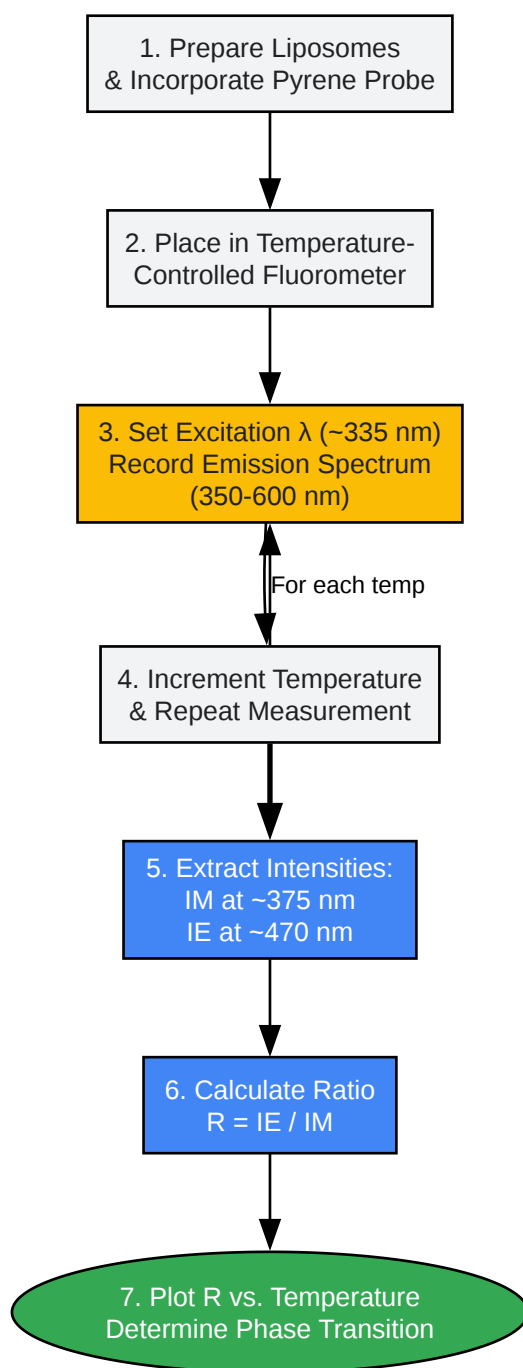 1. Prepare Liposomes
& Incorporate Pyrene Probe
2. Place in Temperature-
Controlled Fluorometer
3. Set Excitation λ (~335 nm)
Record Emission Spectrum
(350-600 nm)
For each temp
4. Increment Temperature
& Repeat Measurement
5. Extract Intensities:
IM at ~375 nm
IE at ~470 nm
6. Calculate Ratio
R = IE / IM
7. Plot R vs. Temperature
Determine Phase Transition